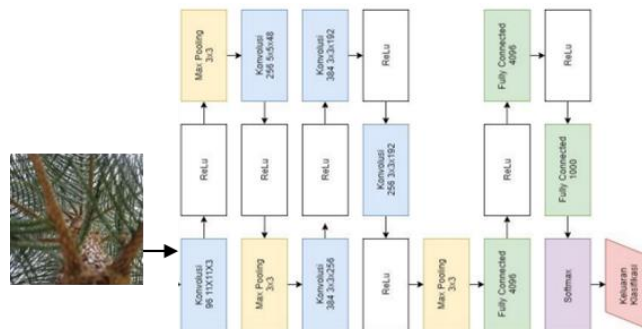 Konvolusi
96 11X11X3
ReLu
Max Pooling
3x3
Konvolusi
256 5x5x48
ReLu
Max Pooling
3x3
Konvolusi
384 3x3x256
ReLu
Konvolusi
384 3x3x192
ReLu
Konvolusi
256 3x3x192
ReLu
Max Pooling
3x3
Fully Connected
4096
ReLu
Fully Connected
4096
ReLu
Fully Connected
1000
Softmax
Keluaran
Klasifikasi